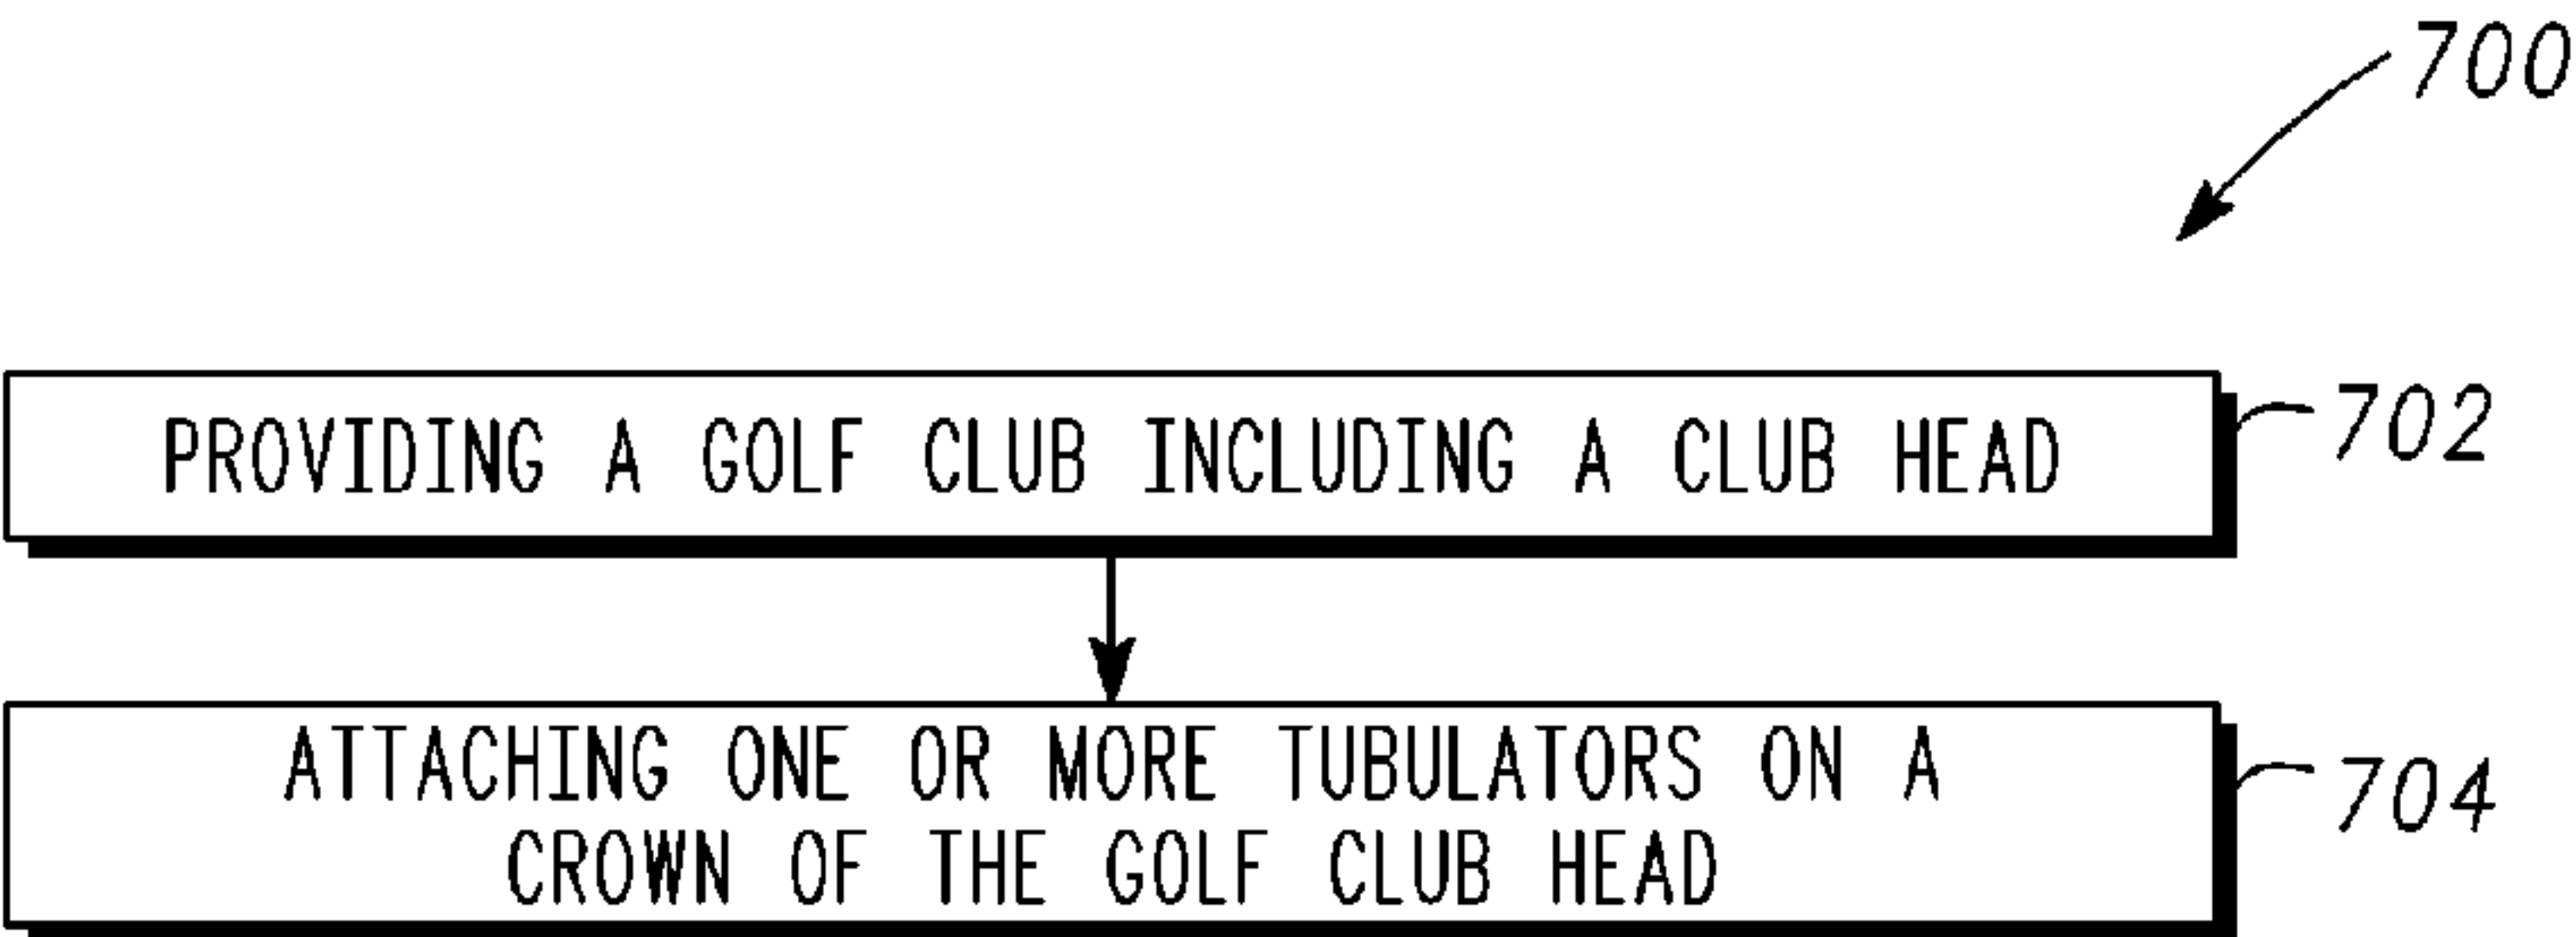 700
PROVIDING A GOLF CLUB INCLUDING A CLUB HEAD
702
ATTACHING ONE OR MORE TUBULATORS ON A
CROWN OF THE GOLF CLUB HEAD
704